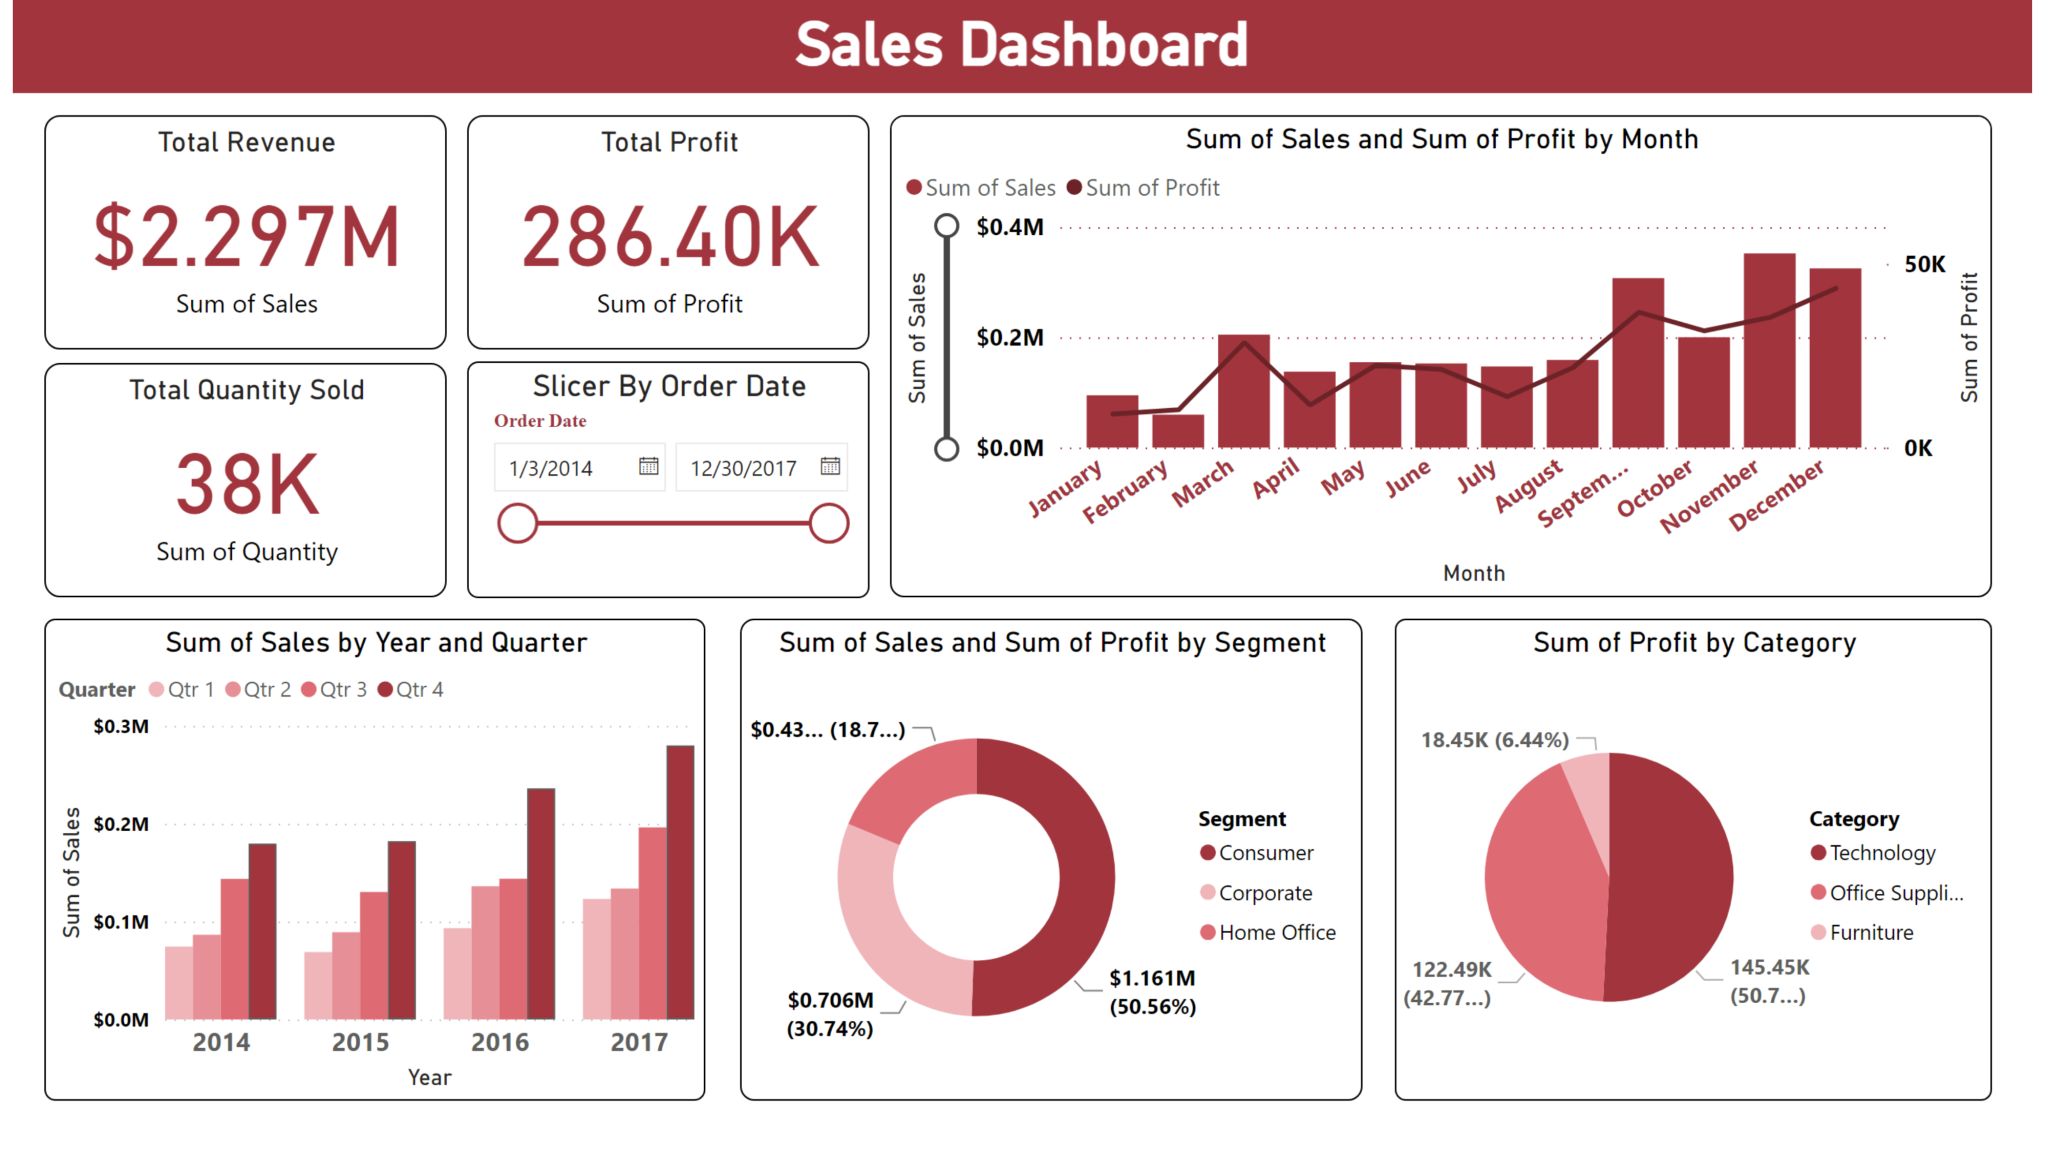 Sales Dashboard
Total Revenue
$2.297M
Sum of Sales
Total Profit
286.40K
Sum of Profit
Total Quantity Sold
38K
Sum of Quantity
Slicer By Order Date
Order Date
1/3/2014
12/30/2017
Sum of Sales and Sum of Profit by Month
Sum of Sales
Sum of Profit
Sum of Sales
$0.4M
$0.2M
$0.0M
50K
0K
Sum of Profit
January
February
March
April
May
June
July
August
Septem...
October
November
December
Month
Sum of Sales by Year and Quarter
Quarter Qtr 1 Qtr 2 Qtr 3 Qtr 4
Sum of Sales
$0.3M
$0.2M
$0.1M
$0.0M
2014
2015
2016
2017
Year
Sum of Sales and Sum of Profit by Segment
$0.43... (18.7...)
$0.706M
(30.74%)
$1.161M
(50.56%)
Segment
Consumer
Corporate
Home Office
Sum of Profit by Category
18.45K (6.44%)
122.49K
(42.77...)
145.45K
(50.7...)
Category
Technology
Office Suppli...
Furniture